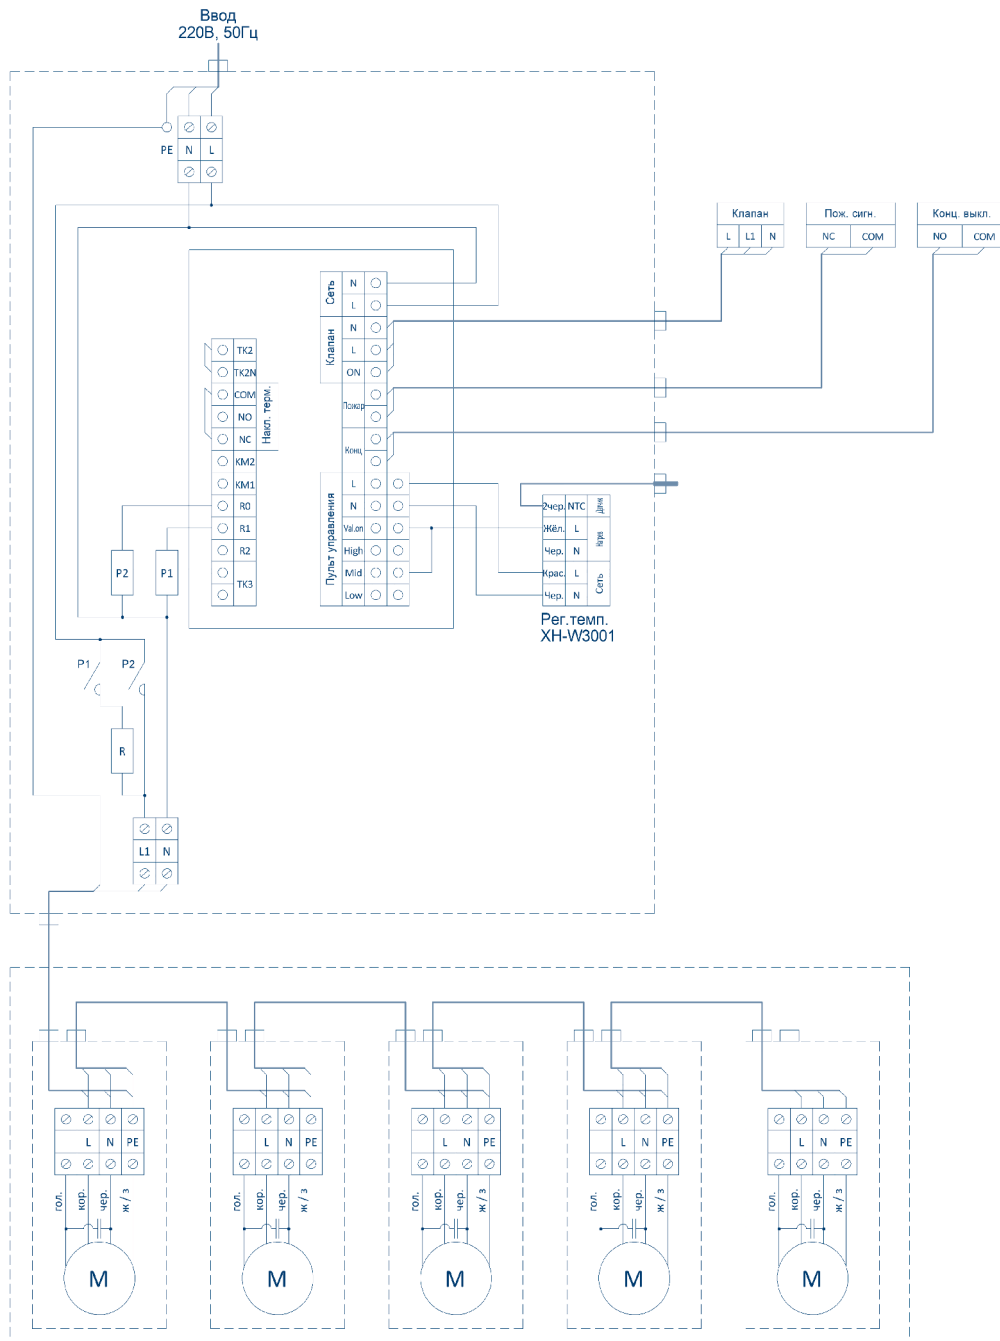 Ввод
220В, 50Гц
PE N L
Клапан
L L1 N
Пож. сигн.
NC COM
Конц. выкл.
NO COM
Сеть
N
L
Клапан
N
L
ON
Пожар
Конц
Пульт управления
L
N
Val.on
High
Mid
Low
TK2
TK2N
COM
NO
NC
Накл. терм.
KM2
KM1
R0
R1
R2
TK3
P2 P1
2чер. NTC Датчик
Жёл. L
Чер. N
Нагрев
Крас. L
Чер. N
Сеть
Рег.темп.
XH-W3001
P1 P2
R
L1 N
L N PE
L N PE
L N PE
L N PE
L N PE
гол. кор. чер. ж / з
гол. кор. чер. ж / з
гол. кор. чер. ж / з
гол. кор. чер. ж / з
гол. кор. чер. ж / з
M M M M M